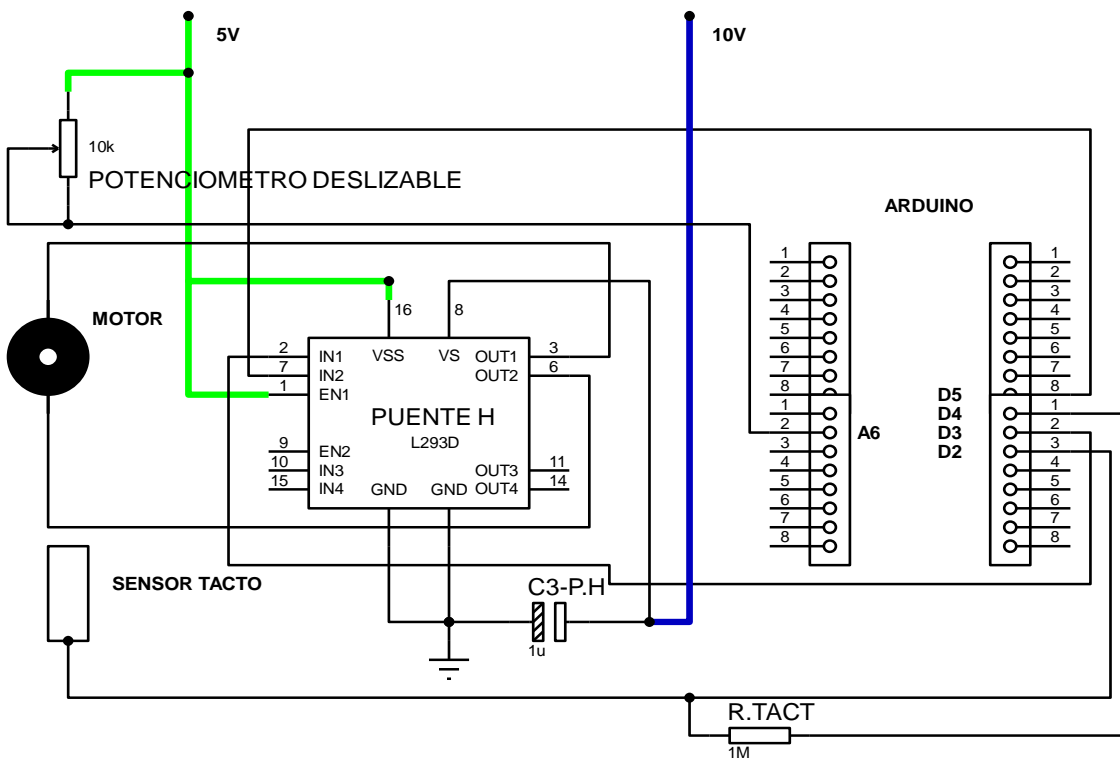 5V
10V
10k
POTENCIOMETRO DESLIZABLE
ARDUINO
MOTOR
16
8
2
7
1
IN1
IN2
EN1
VSS
VS
OUT1
OUT2
3
6
PUENTE H
L293D
9
10
15
EN2
IN3
IN4
GND
GND
OUT3
OUT4
11
14
1
2
3
4
5
6
7
8
1
2
3
4
5
6
7
8
A6
D5
D4
D3
D2
1
2
3
4
5
6
7
8
1
2
3
4
5
6
7
8
SENSOR TACTO
C3-P.H
1u
R.TACT
1M